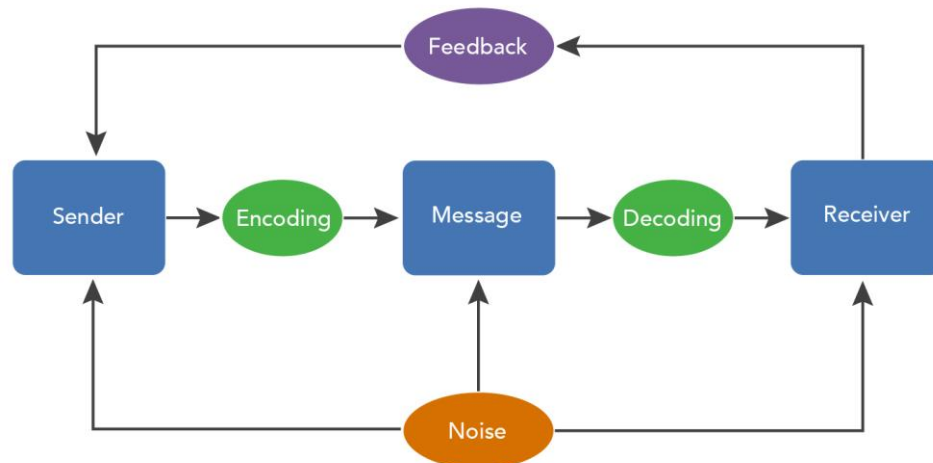 Feedback
Sender
Encoding
Message
Decoding
Receiver
Noise